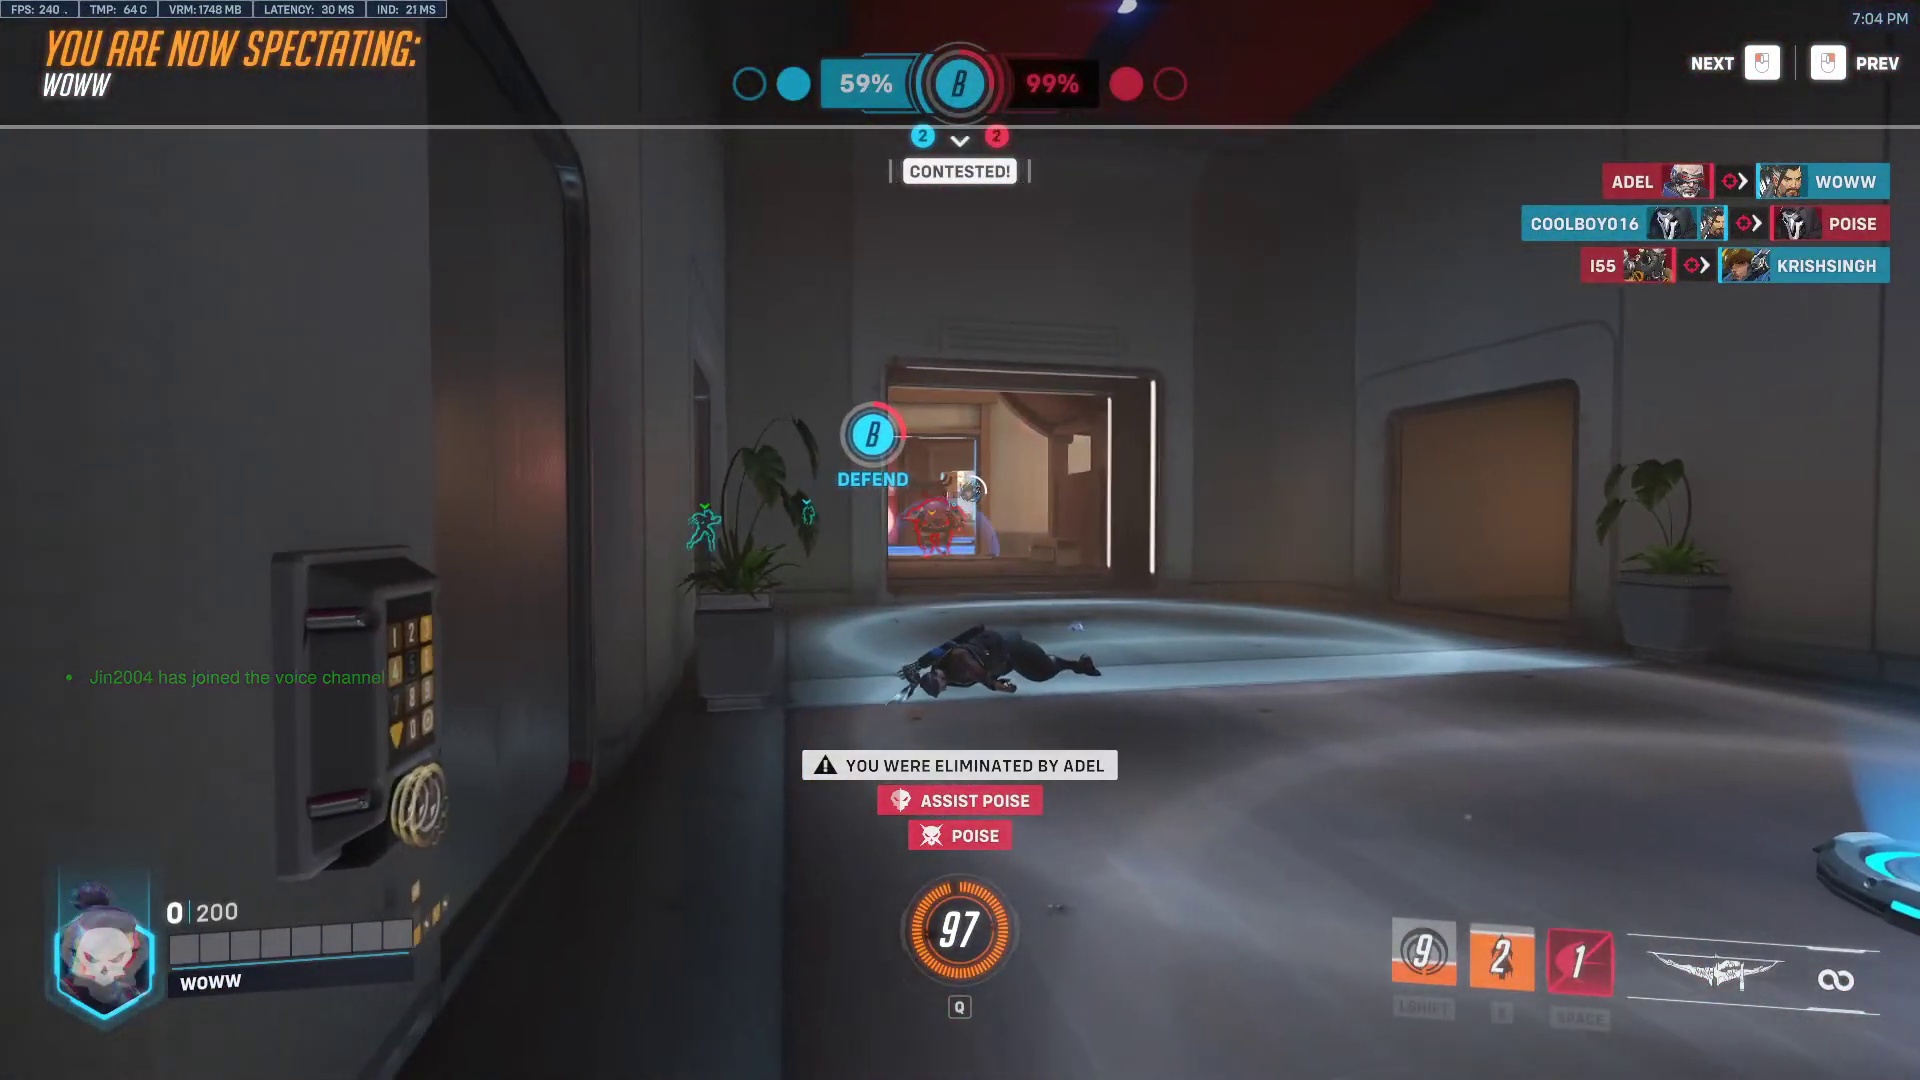 FPS: 240 . TMP: 64 C VRM: 1748 MB LATENCY: 30 MS IND: 21 MS
7:04 PM
YOU ARE NOW SPECTATING:
WOWW
NEXT PREV
59% B 99%
2 2
CONTESTED!
ADEL WOWW
COOLBOY016 POISE
I55 KRISHSINGH
B
DEFEND
Jin2004 has joined the voice channel
YOU WERE ELIMINATED BY ADEL
ASSIST POISE
POISE
0 200
WOWW
97
Q
9 2 1
LSHIFT E SPACE